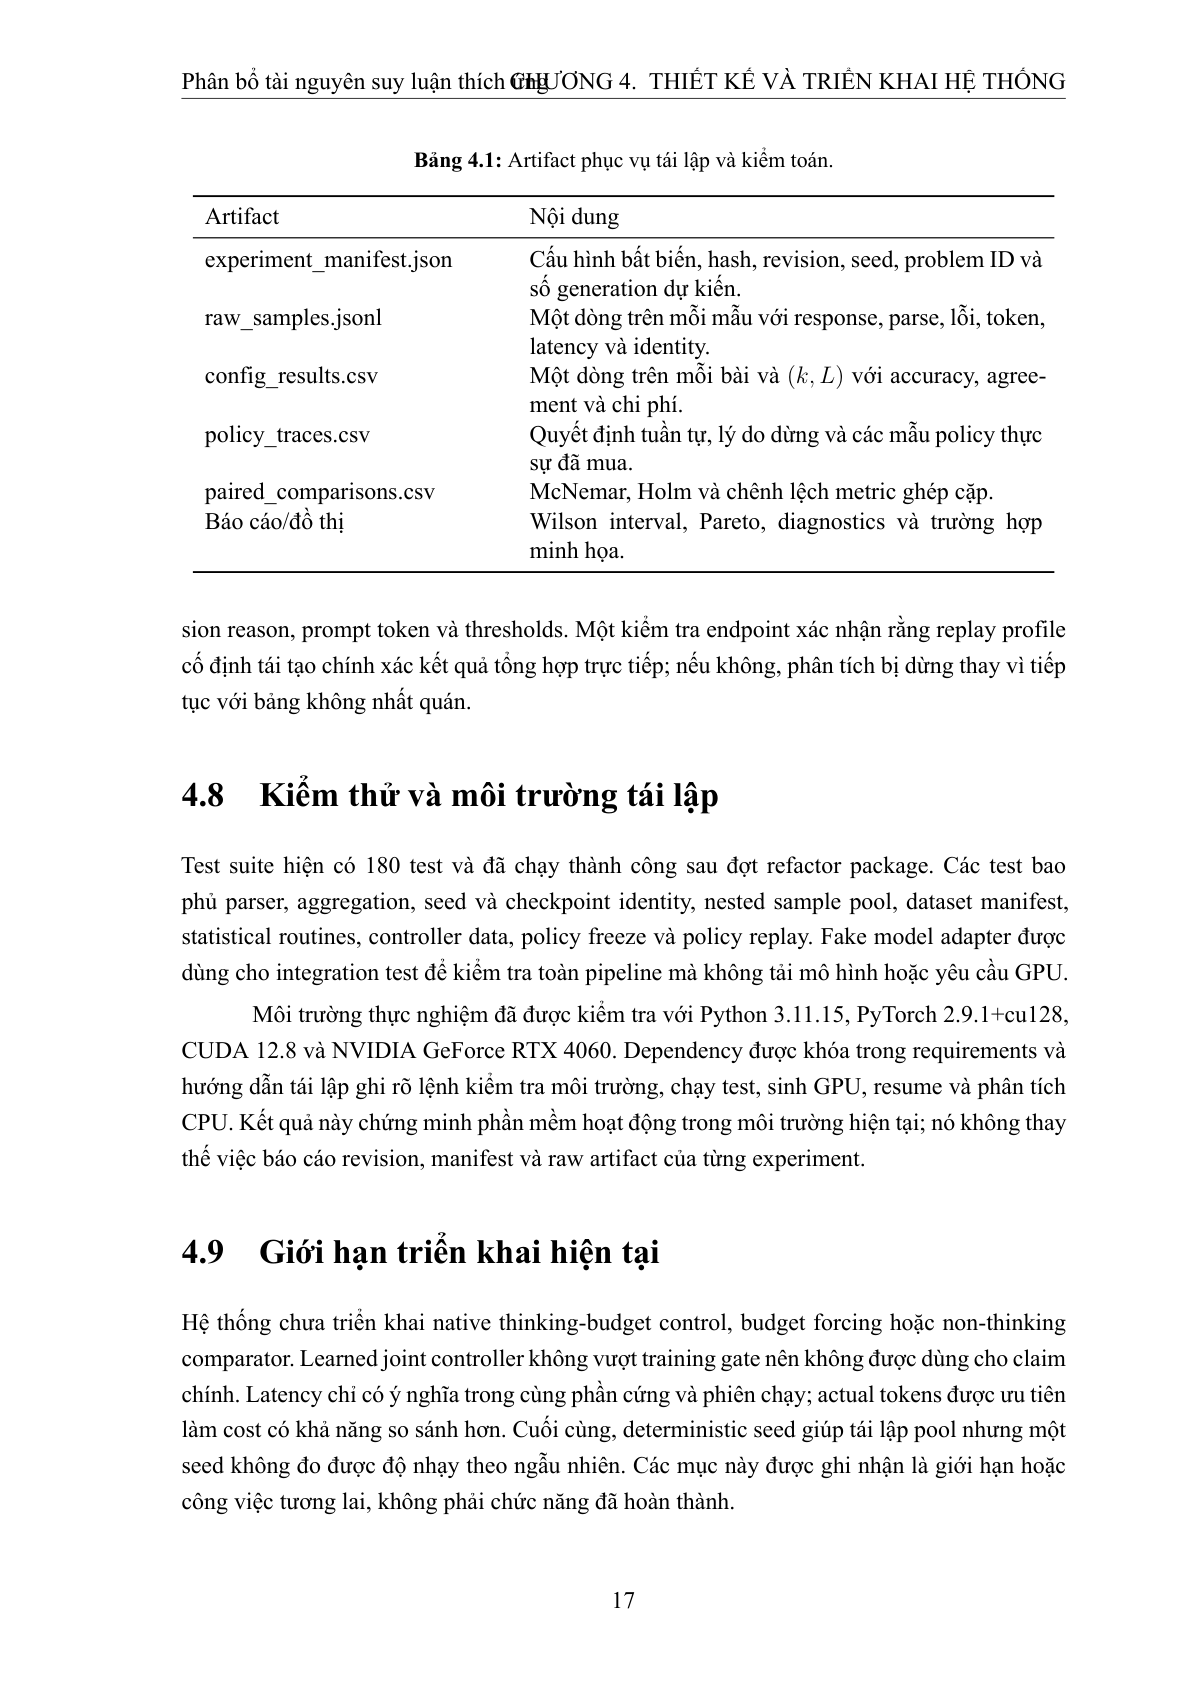 Phân bổ tài nguyên suy luận thích ứng CHƯƠNG 4. THIẾT KẾ VÀ TRIỂN KHAI HỆ THỐNG
Bảng 4.1: Artifact phục vụ tái lập và kiểm toán.
Artifact Nội dung
experiment_manifest.json Cấu hình bất biến, hash, revision, seed, problem ID và
số generation dự kiến.
raw_samples.jsonl Một dòng trên mỗi mẫu với response, parse, lỗi, token,
latency và identity.
config_results.csv Một dòng trên mỗi bài và (k, L) với accuracy, agree-
ment và chi phí.
policy_traces.csv Quyết định tuần tự, lý do dừng và các mẫu policy thực
sự đã mua.
paired_comparisons.csv McNemar, Holm và chênh lệch metric ghép cặp.
Báo cáo/đồ thị Wilson interval, Pareto, diagnostics và trường hợp
minh họa.
sion reason, prompt token và thresholds. Một kiểm tra endpoint xác nhận rằng replay profile
cố định tái tạo chính xác kết quả tổng hợp trực tiếp; nếu không, phân tích bị dừng thay vì tiếp
tục với bảng không nhất quán.
4.8 Kiểm thử và môi trường tái lập
Test suite hiện có 180 test và đã chạy thành công sau đợt refactor package. Các test bao
phủ parser, aggregation, seed và checkpoint identity, nested sample pool, dataset manifest,
statistical routines, controller data, policy freeze và policy replay. Fake model adapter được
dùng cho integration test để kiểm tra toàn pipeline mà không tải mô hình hoặc yêu cầu GPU.
Môi trường thực nghiệm đã được kiểm tra với Python 3.11.15, PyTorch 2.9.1+cu128,
CUDA 12.8 và NVIDIA GeForce RTX 4060. Dependency được khóa trong requirements và
hướng dẫn tái lập ghi rõ lệnh kiểm tra môi trường, chạy test, sinh GPU, resume và phân tích
CPU. Kết quả này chứng minh phần mềm hoạt động trong môi trường hiện tại; nó không thay
thế việc báo cáo revision, manifest và raw artifact của từng experiment.
4.9 Giới hạn triển khai hiện tại
Hệ thống chưa triển khai native thinking-budget control, budget forcing hoặc non-thinking
comparator. Learned joint controller không vượt training gate nên không được dùng cho claim
chính. Latency chỉ có ý nghĩa trong cùng phần cứng và phiên chạy; actual tokens được ưu tiên
làm cost có khả năng so sánh hơn. Cuối cùng, deterministic seed giúp tái lập pool nhưng một
seed không đo được độ nhạy theo ngẫu nhiên. Các mục này được ghi nhận là giới hạn hoặc
công việc tương lai, không phải chức năng đã hoàn thành.
17